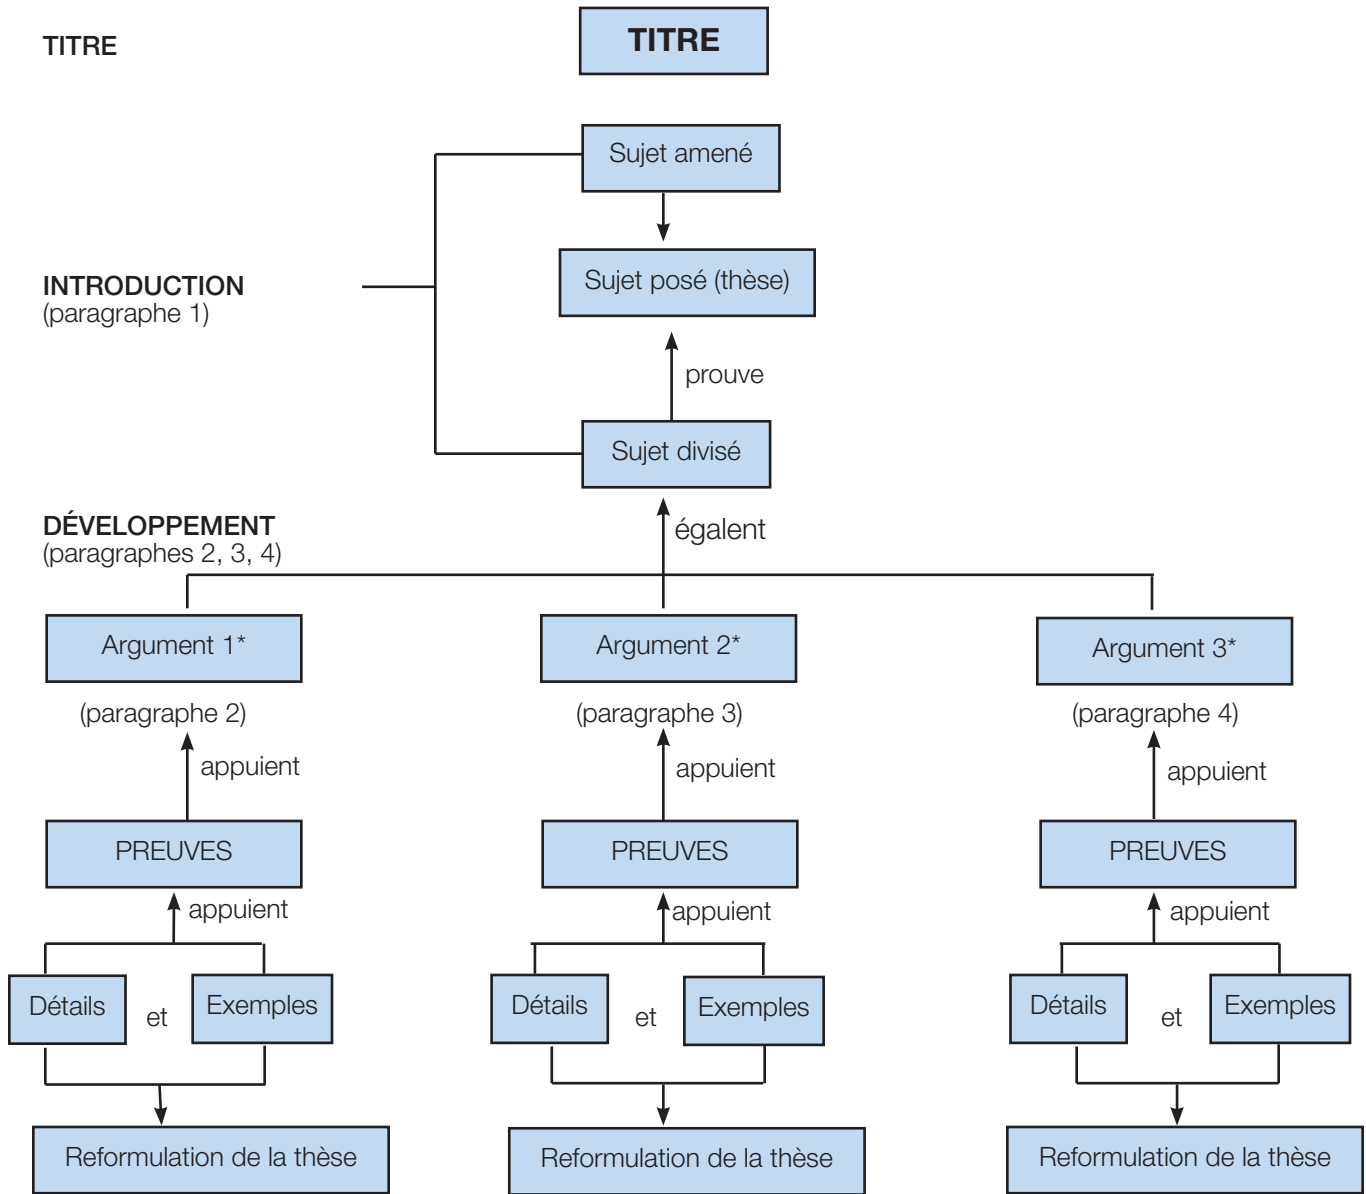 TITRE
TITRE
Sujet amené
INTRODUCTION
(paragraphe 1)
Sujet posé (thèse)
prouve
Sujet divisé
DÉVELOPPEMENT
(paragraphes 2, 3, 4)
égalent
Argument 1*
Argument 2*
Argument 3*
(paragraphe 2)
(paragraphe 3)
(paragraphe 4)
appuient
appuient
appuient
PREUVES
PREUVES
PREUVES
appuient
appuient
appuient
Détails et Exemples
Détails et Exemples
Détails et Exemples
Reformulation de la thèse
Reformulation de la thèse
Reformulation de la thèse